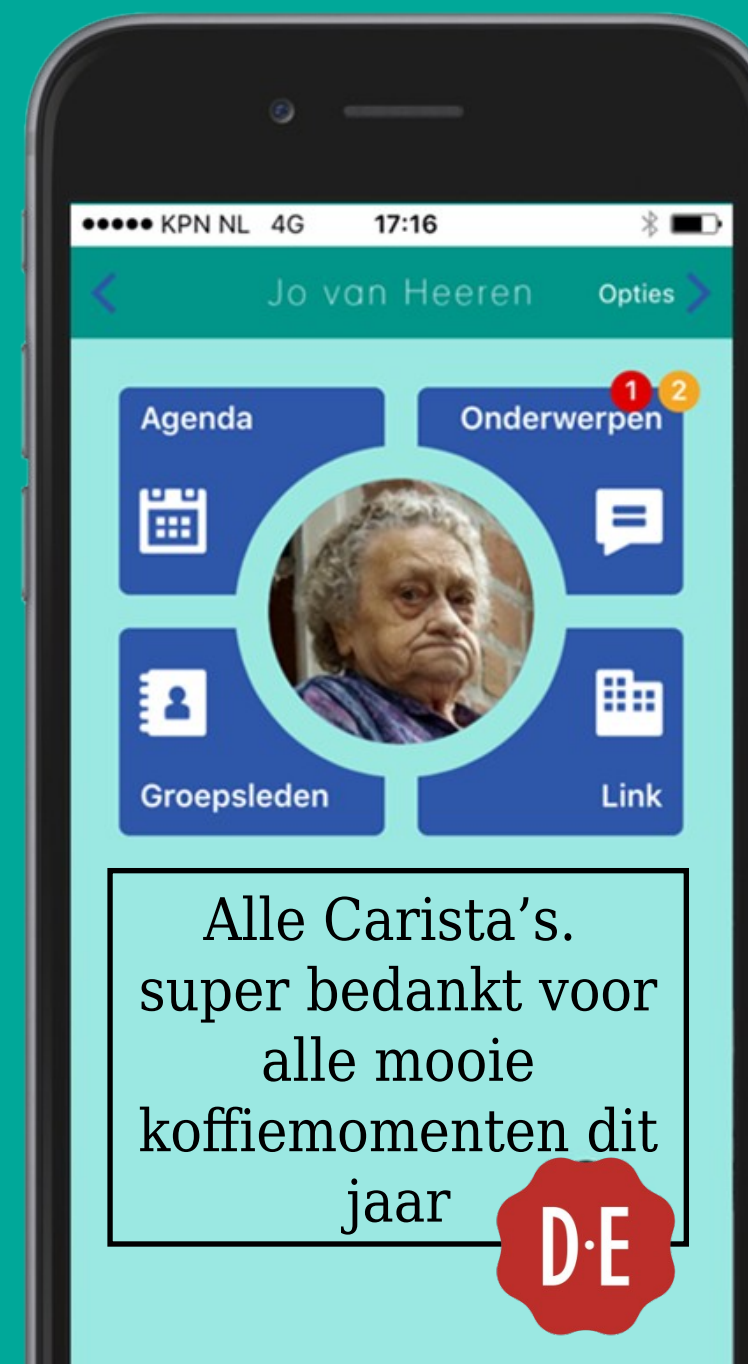 ●●●●● KPN NL 4G 17:16
Jo van Heeren Opties
1 2
Agenda Onderwerpen
Groepsleden Link
Alle Carista’s.
super bedankt voor
alle mooie
koffiemomenten dit
jaar
D·E